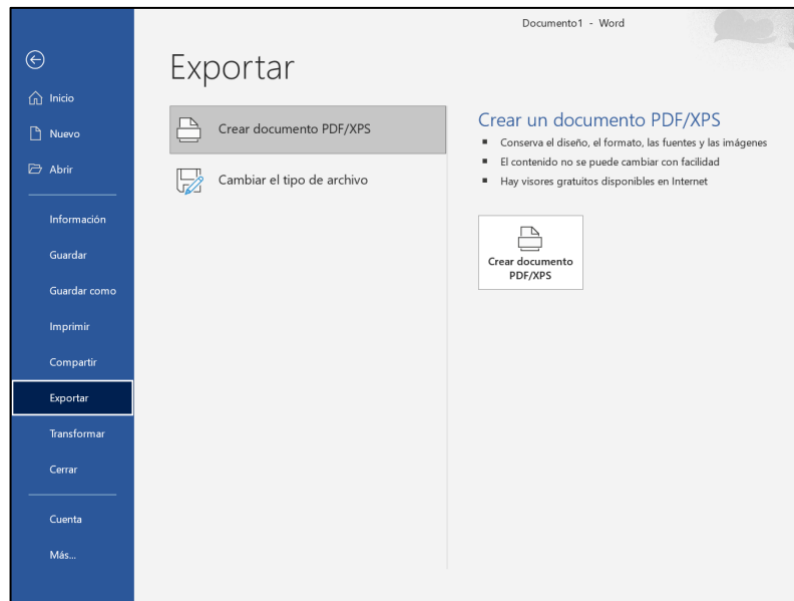 Documento1 - Word
Exportar
Inicio
Nuevo
Abrir
Información
Guardar
Guardar como
Imprimir
Compartir
Exportar
Transformar
Cerrar
Cuenta
Más...
Crear documento PDF/XPS
Cambiar el tipo de archivo
Crear un documento PDF/XPS
Conserva el diseño, el formato, las fuentes y las imágenes
El contenido no se puede cambiar con facilidad
Hay visores gratuitos disponibles en Internet
Crear documento
PDF/XPS